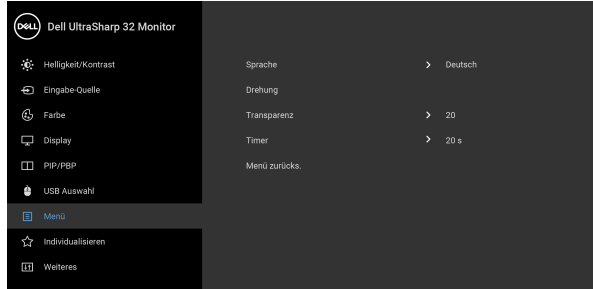 DELL Dell UltraSharp 32 Monitor
Helligkeit/Kontrast
Sprache Deutsch
Eingabe-Quelle
Drehung
Farbe
Transparenz 20
Display
Timer 20 s
PIP/PBP
Menü zurücks.
USB Auswahl
Menü
Individualisieren
Weiteres